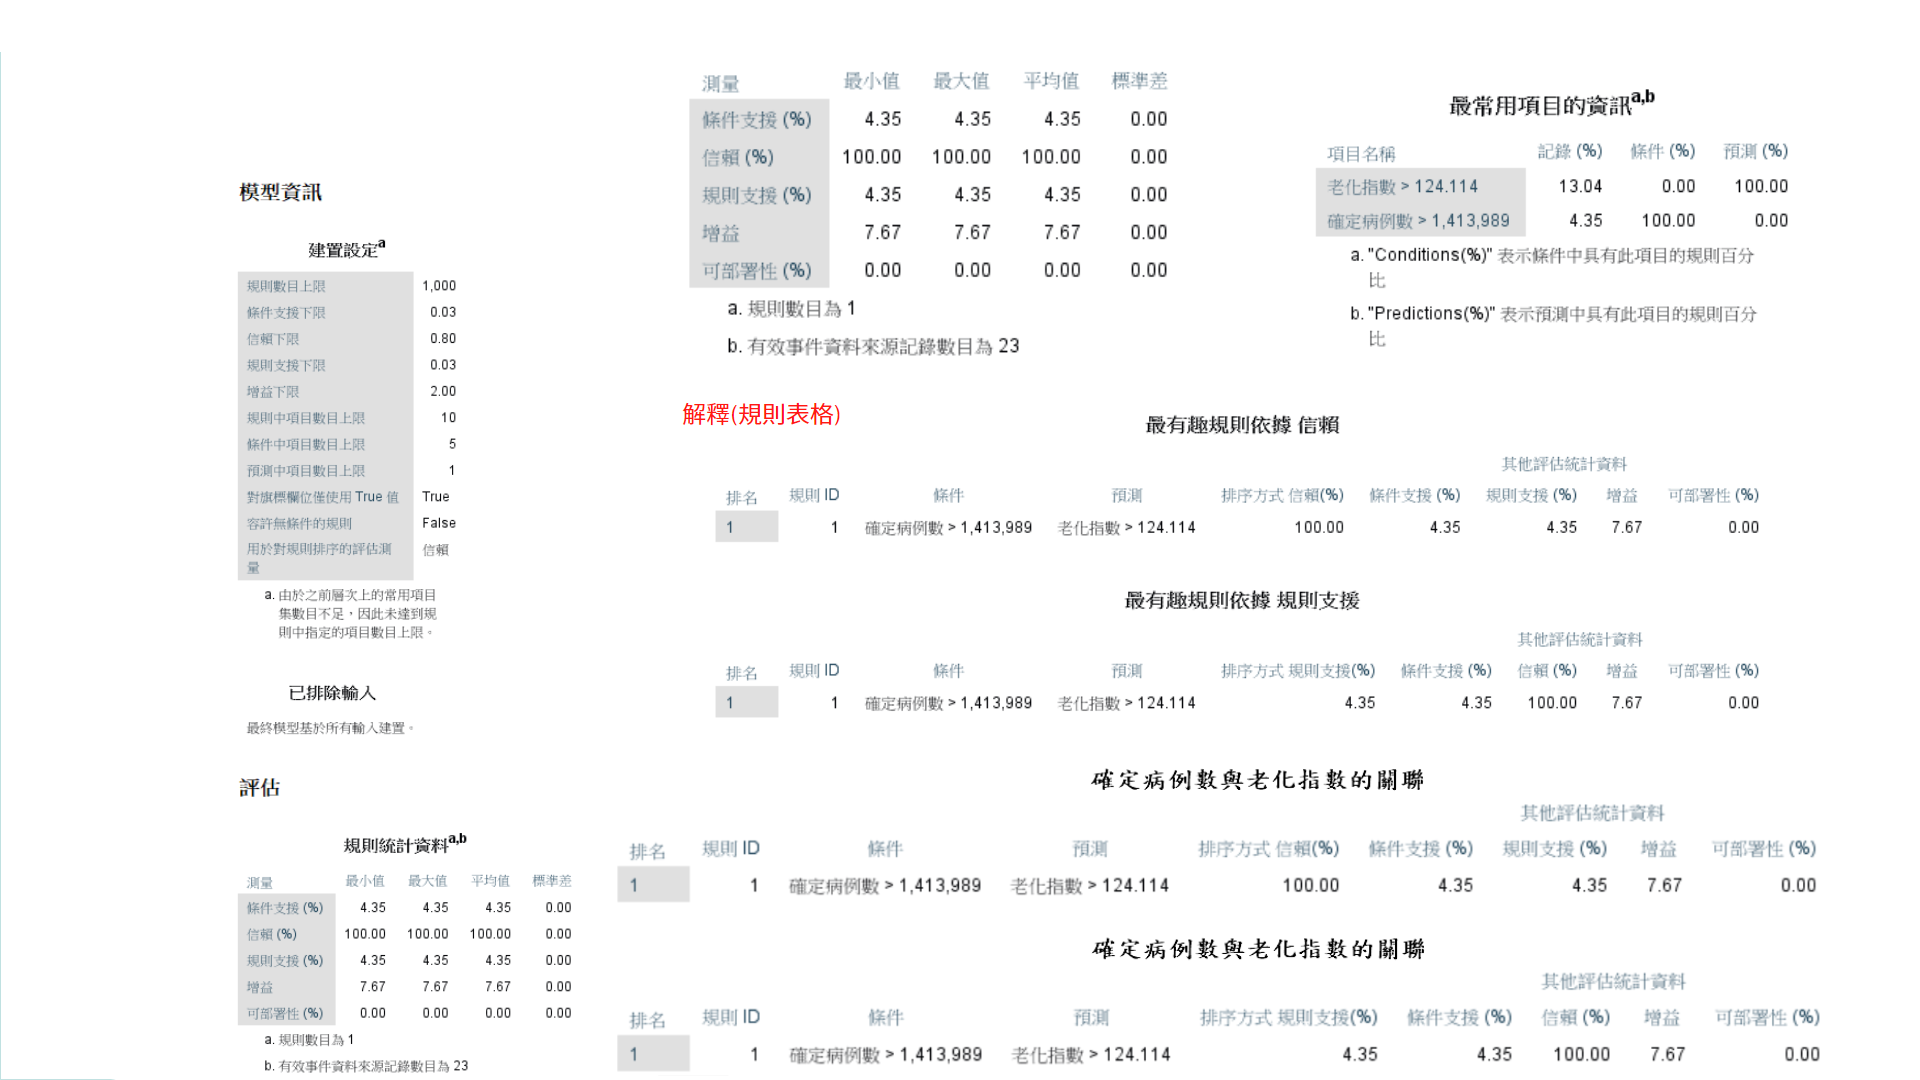 模型資訊
建置設定a
規則數目上限 1,000
條件支援下限 0.03
信賴下限 0.80
規則支援下限 0.03
增益下限 2.00
規則中項目數目上限 10
條件中項目數目上限 5
預測中項目數目上限 1
對旗標欄位僅使用 True 值 True
容許無條件的規則 False
用於對規則排序的評估測
量 信賴
a. 由於之前層次上的常用項目
集數目不足，因此未達到規
則中指定的項目數目上限。
已排除輸入
最終模型基於所有輸入建置。
評估
規則統計資料a,b
測量 最小值 最大值 平均值 標準差
條件支援 (%) 4.35 4.35 4.35 0.00
信賴 (%) 100.00 100.00 100.00 0.00
規則支援 (%) 4.35 4.35 4.35 0.00
增益 7.67 7.67 7.67 0.00
可部署性 (%) 0.00 0.00 0.00 0.00
a. 規則數目為 1
b. 有效事件資料來源記錄數目為 23
測量 最小值 最大值 平均值 標準差
條件支援 (%) 4.35 4.35 4.35 0.00
信賴 (%) 100.00 100.00 100.00 0.00
規則支援 (%) 4.35 4.35 4.35 0.00
增益 7.67 7.67 7.67 0.00
可部署性 (%) 0.00 0.00 0.00 0.00
a. 規則數目為 1
b. 有效事件資料來源記錄數目為 23
最常用項目的資訊a,b
項目名稱 記錄 (%) 條件 (%) 預測 (%)
老化指數 > 124.114 13.04 0.00 100.00
確定病例數 > 1,413,989 4.35 100.00 0.00
a. "Conditions(%)" 表示條件中具有此項目的規則百分
比
b. "Predictions(%)" 表示預測中具有此項目的規則百分
比
解釋(規則表格)
最有趣規則依據 信賴
其他評估統計資料
排名 規則 ID 條件 預測 排序方式 信賴(%) 條件支援 (%) 規則支援 (%) 增益 可部署性 (%)
1 1 確定病例數 > 1,413,989 老化指數 > 124.114 100.00 4.35 4.35 7.67 0.00
最有趣規則依據 規則支援
其他評估統計資料
排名 規則 ID 條件 預測 排序方式 規則支援(%) 條件支援 (%) 信賴 (%) 增益 可部署性 (%)
1 1 確定病例數 > 1,413,989 老化指數 > 124.114 4.35 4.35 100.00 7.67 0.00
確定病例數與老化指數的關聯
其他評估統計資料
排名 規則 ID 條件 預測 排序方式 信賴(%) 條件支援 (%) 規則支援 (%) 增益 可部署性 (%)
1 1 確定病例數 > 1,413,989 老化指數 > 124.114 100.00 4.35 4.35 7.67 0.00
確定病例數與老化指數的關聯
其他評估統計資料
排名 規則 ID 條件 預測 排序方式 規則支援(%) 條件支援 (%) 信賴 (%) 增益 可部署性 (%)
1 1 確定病例數 > 1,413,989 老化指數 > 124.114 4.35 4.35 100.00 7.67 0.00